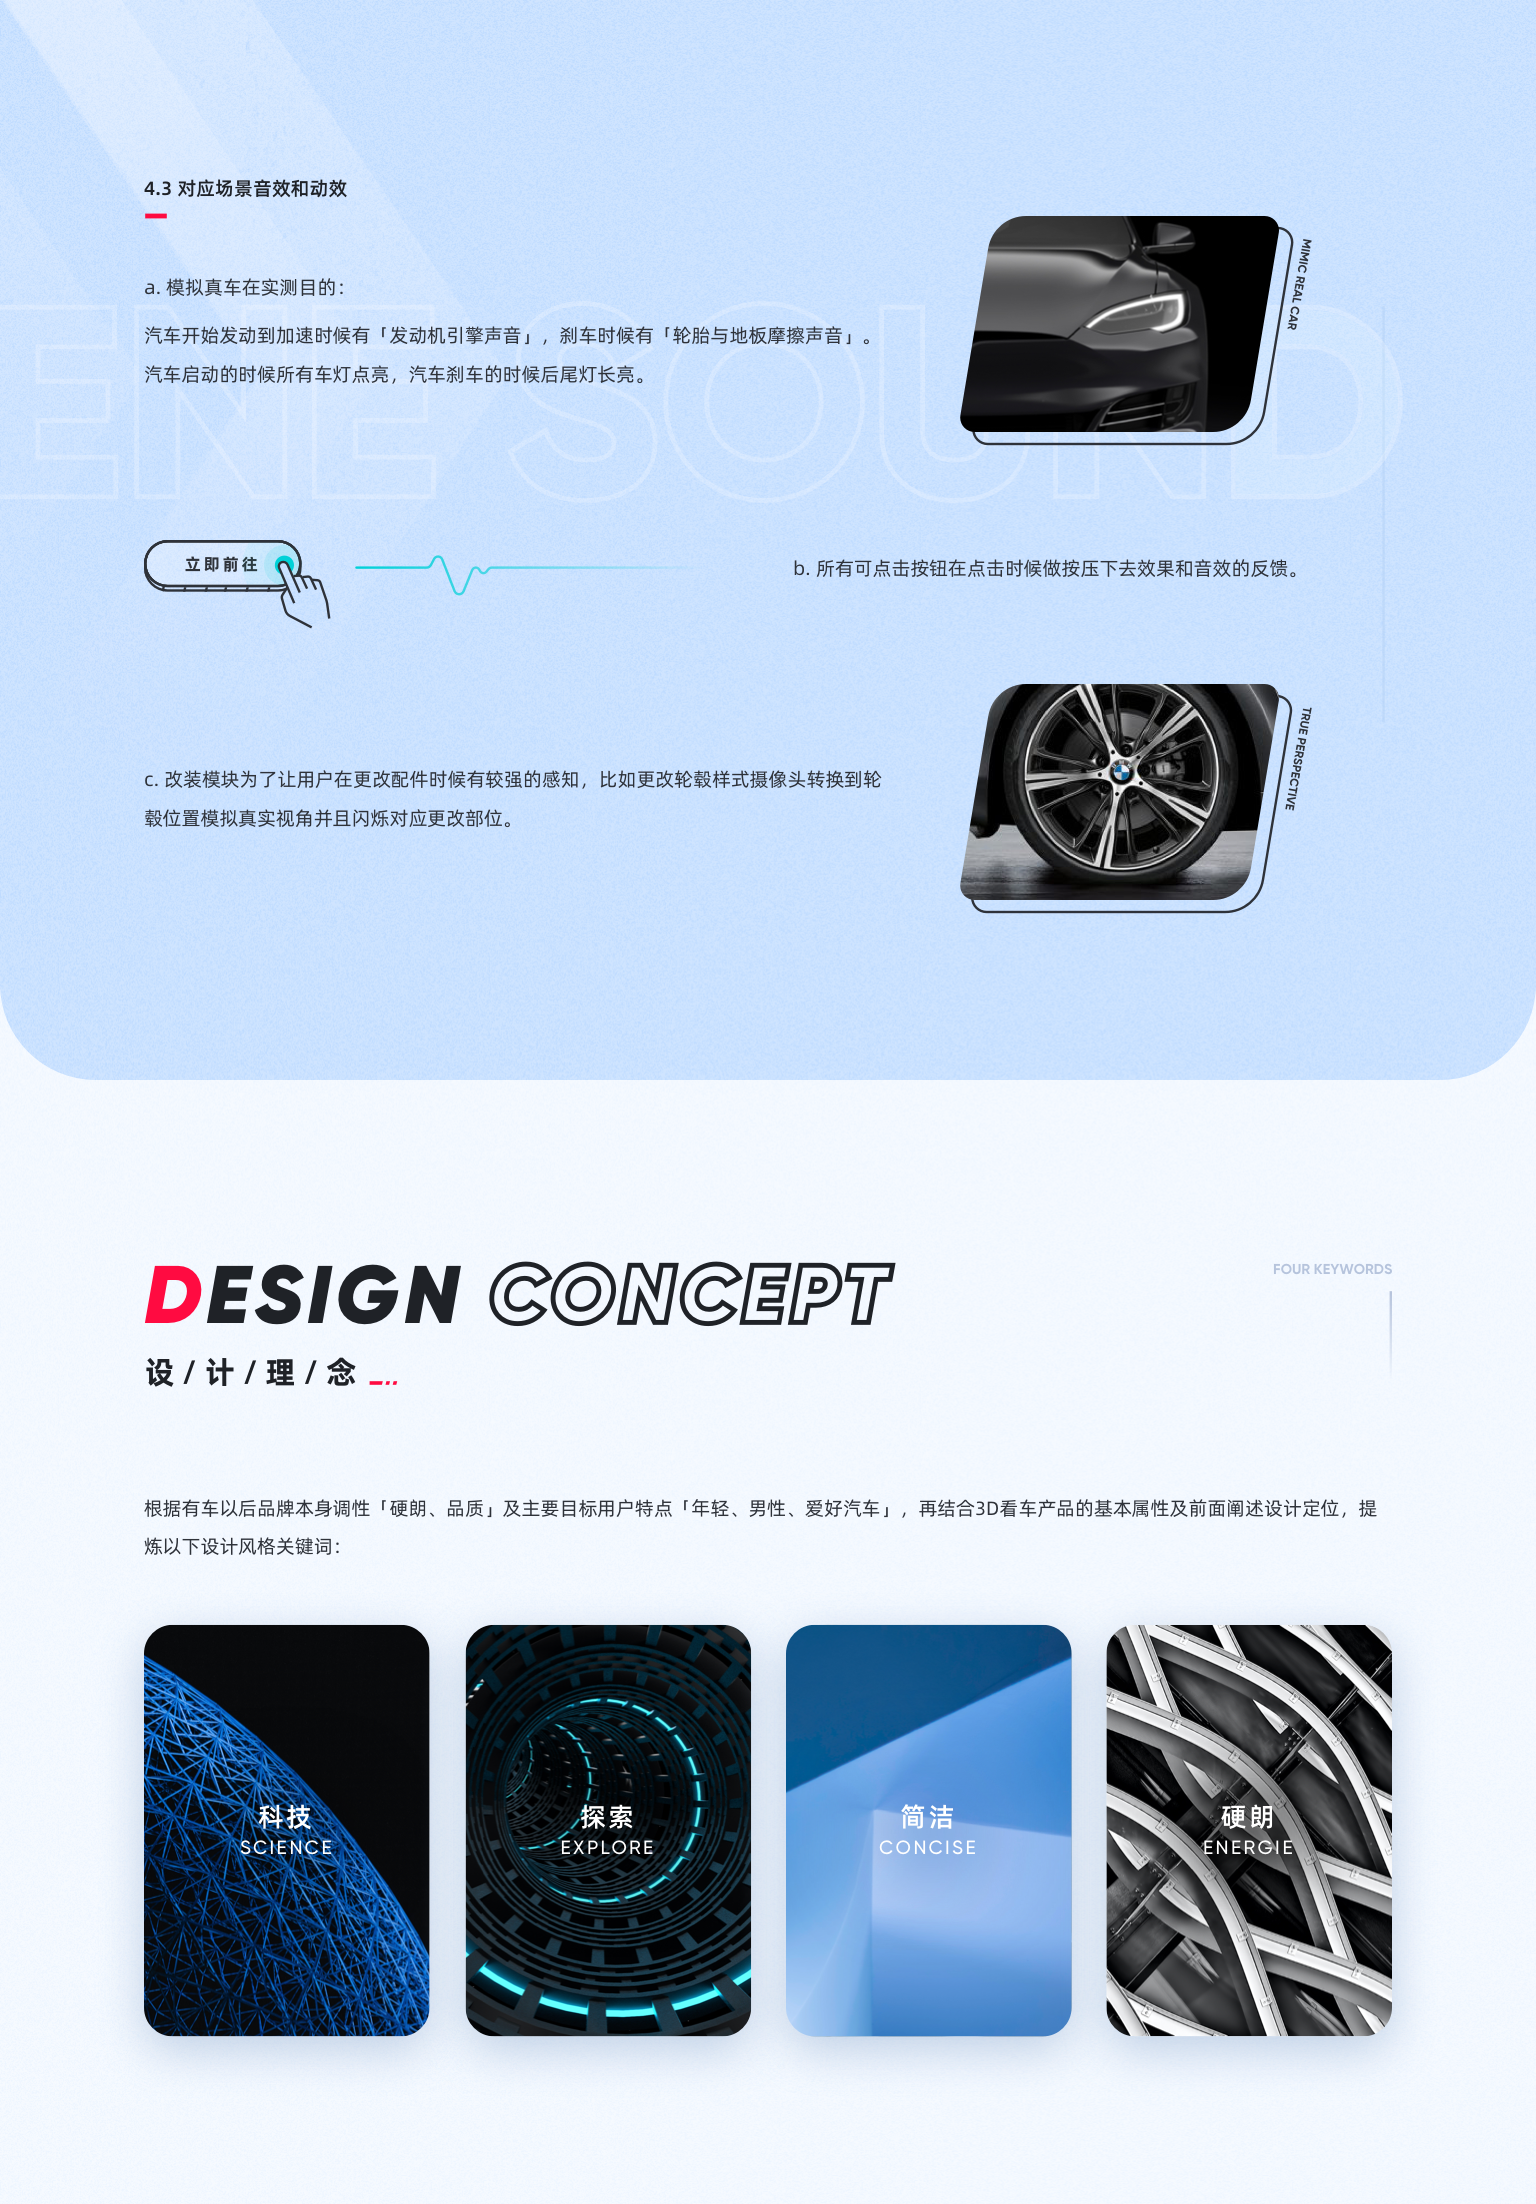 4.3 对应场景音效和动效
a. 模拟真车在实测目的：
汽车开始发动到加速时候有「发动机引擎声音」，刹车时候有「轮胎与地板摩擦声音」。
汽车启动的时候所有车灯点亮，汽车刹车的时候后尾灯长亮。
MIMIC REAL CAR
ENE SOUND
立即前往
b. 所有可点击按钮在点击时候做按压下去效果和音效的反馈。
c. 改装模块为了让用户在更改配件时候有较强的感知，比如更改轮毂样式摄像头转换到轮
毂位置模拟真实视角并且闪烁对应更改部位。
TRUE PERSPECTIVE
DESIGN CONCEPT
FOUR KEYWORDS
设/计/理/念
根据有车以后品牌本身调性「硬朗、品质」及主要目标用户特点「年轻、男性、爱好汽车」，再结合3D看车产品的基本属性及前面阐述设计定位，提
炼以下设计风格关键词：
科技
SCIENCE
探索
EXPLORE
简洁
CONCISE
硬朗
ENERGIE